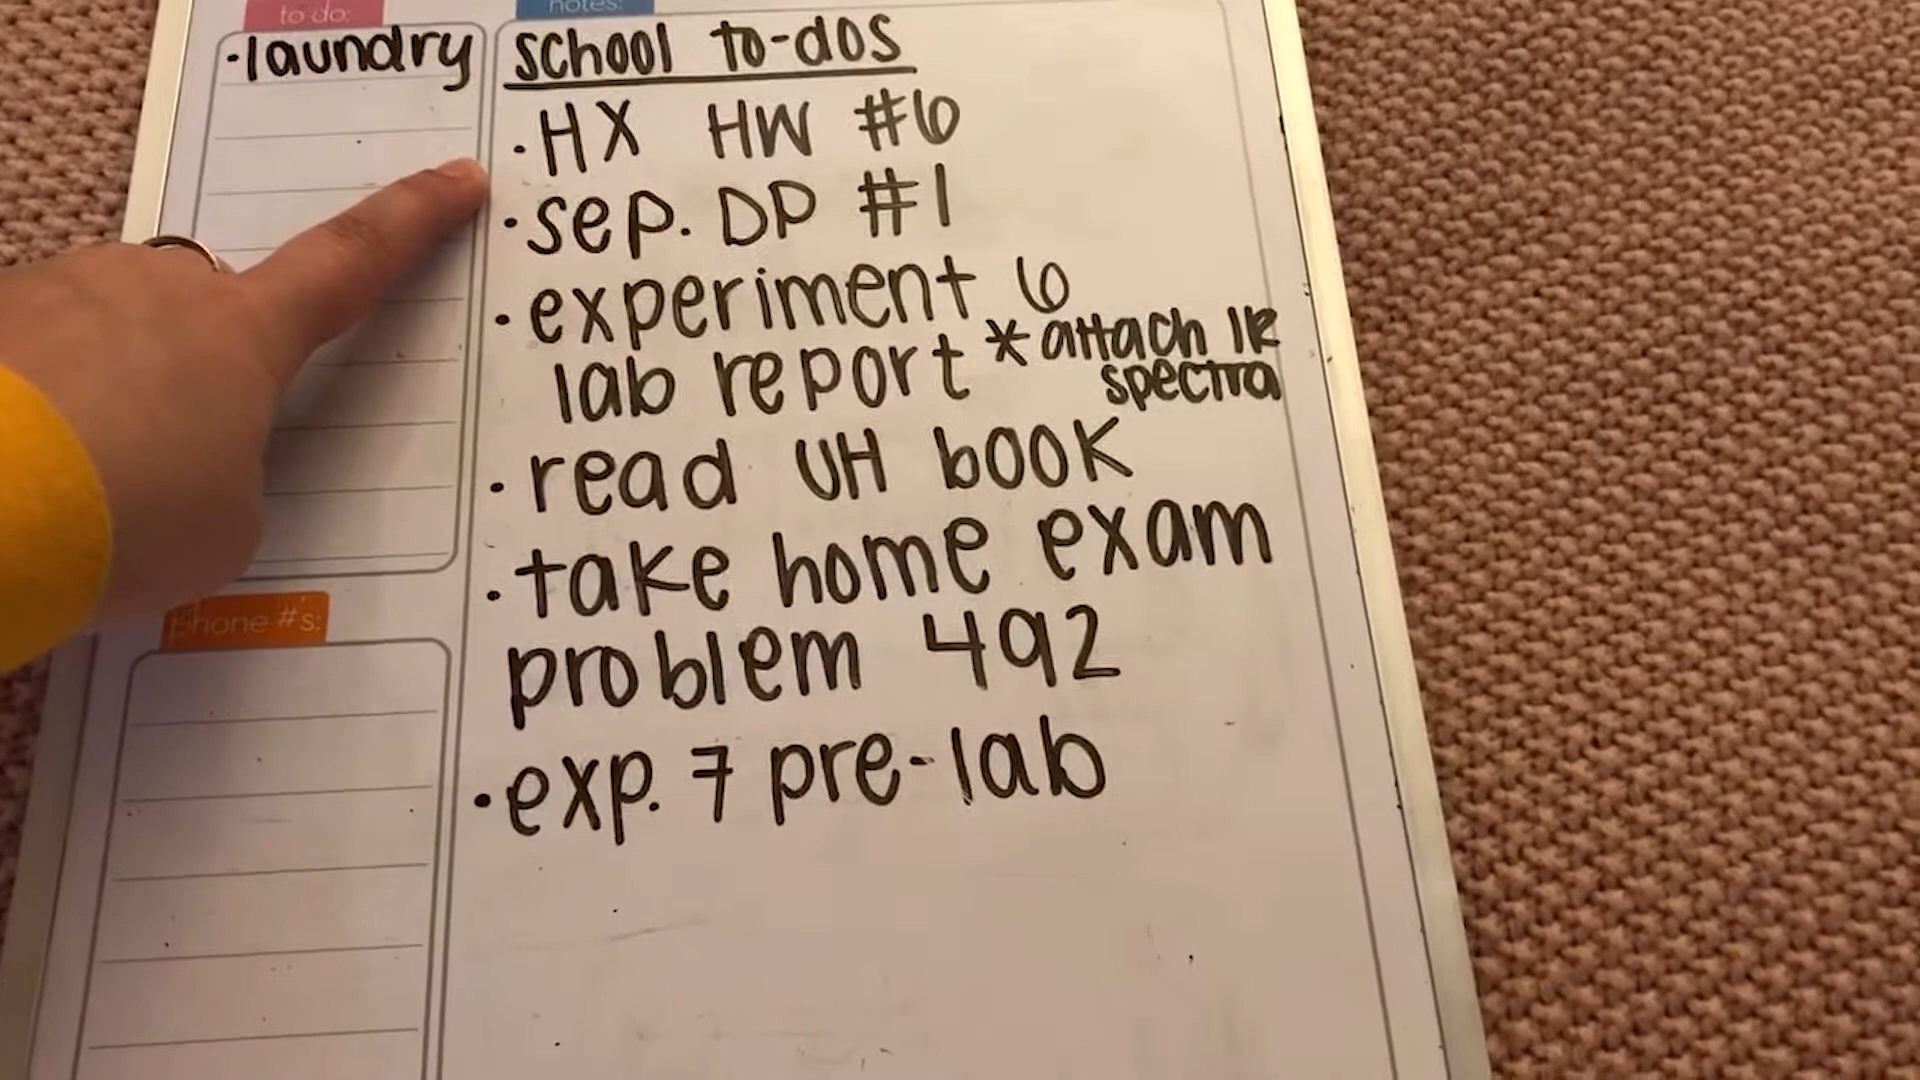 to do:
·laundry
phone #s:
notes:
school to-dos
·HX HW #6
·sep. DP #1
·experiment 6
lab report *attach IR
spectra
·read UH book
·take home exam
problem 492
·exp. 7 pre-lab